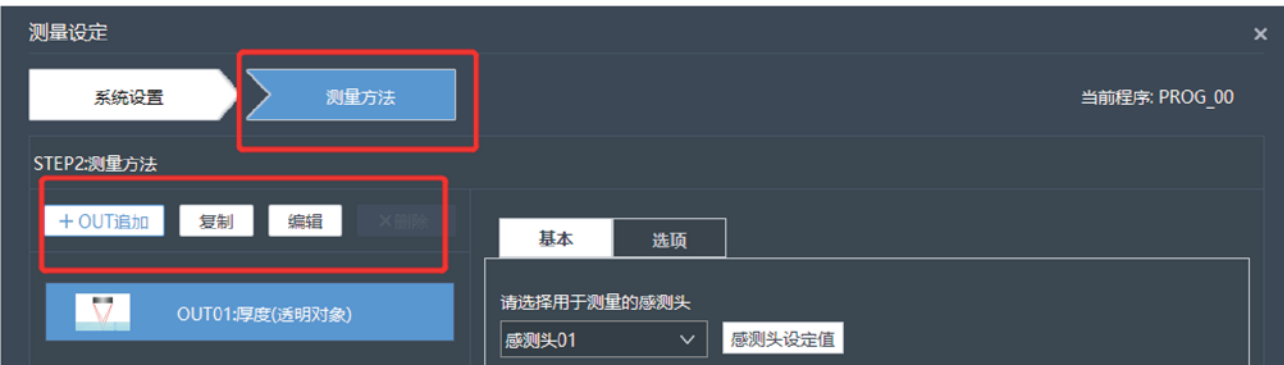 测量设定 ×
系统设置 测量方法 当前程序: PROG_00
STEP2:测量方法
+ OUT追加 复制 编辑 ×删除
基本 选项
OUT01:厚度(透明对象)
请选择用于测量的感测头
感测头01 感测头设定值